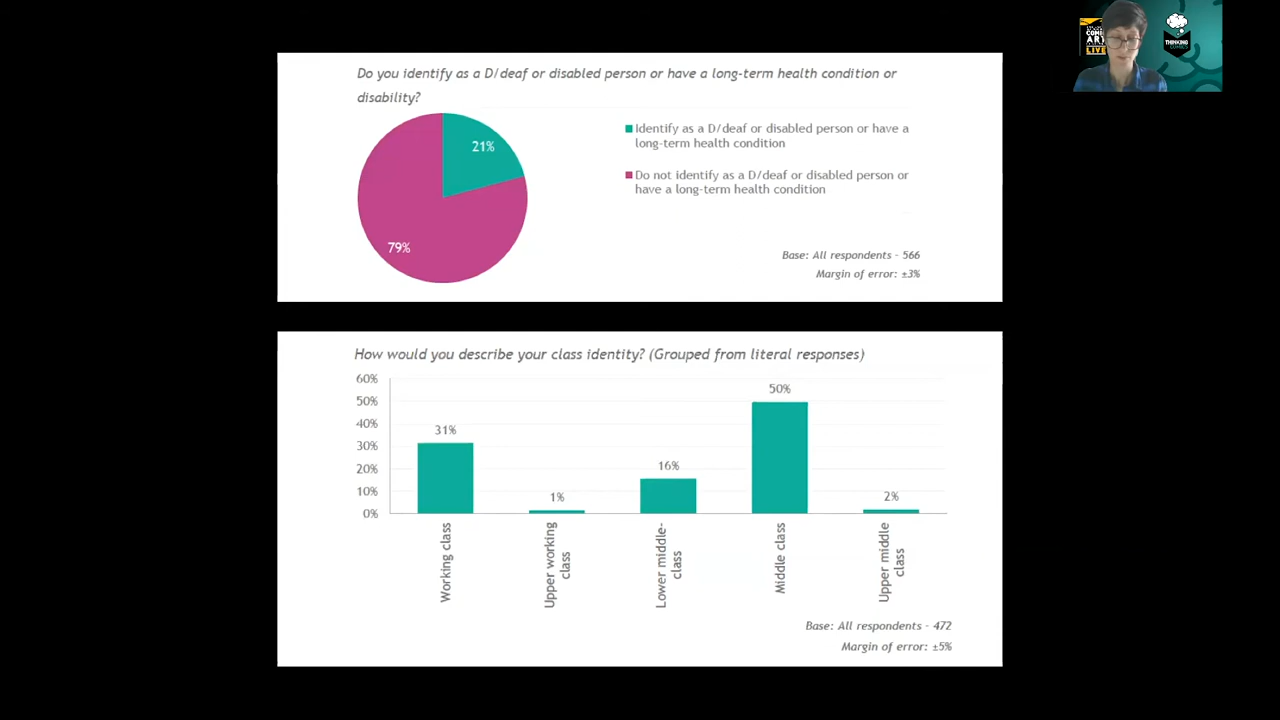 Do you identify as a D/deaf or disabled person or have a long-term health condition or
disability?
21%
79%
Identify as a D/deaf or disabled person or have a
long-term health condition
Do not identify as a D/deaf or disabled person or
have a long-term health condition
Base: All respondents - 566
Margin of error: ±3%
How would you describe your class identity? (Grouped from literal responses)
60%
50%
40%
30%
20%
10%
0%
31%
1%
16%
50%
2%
Working class
Upper working
class
Lower middle-
class
Middle class
Upper middle
class
Base: All respondents - 472
Margin of error: ±5%
LIVE
THINKING
COMICS